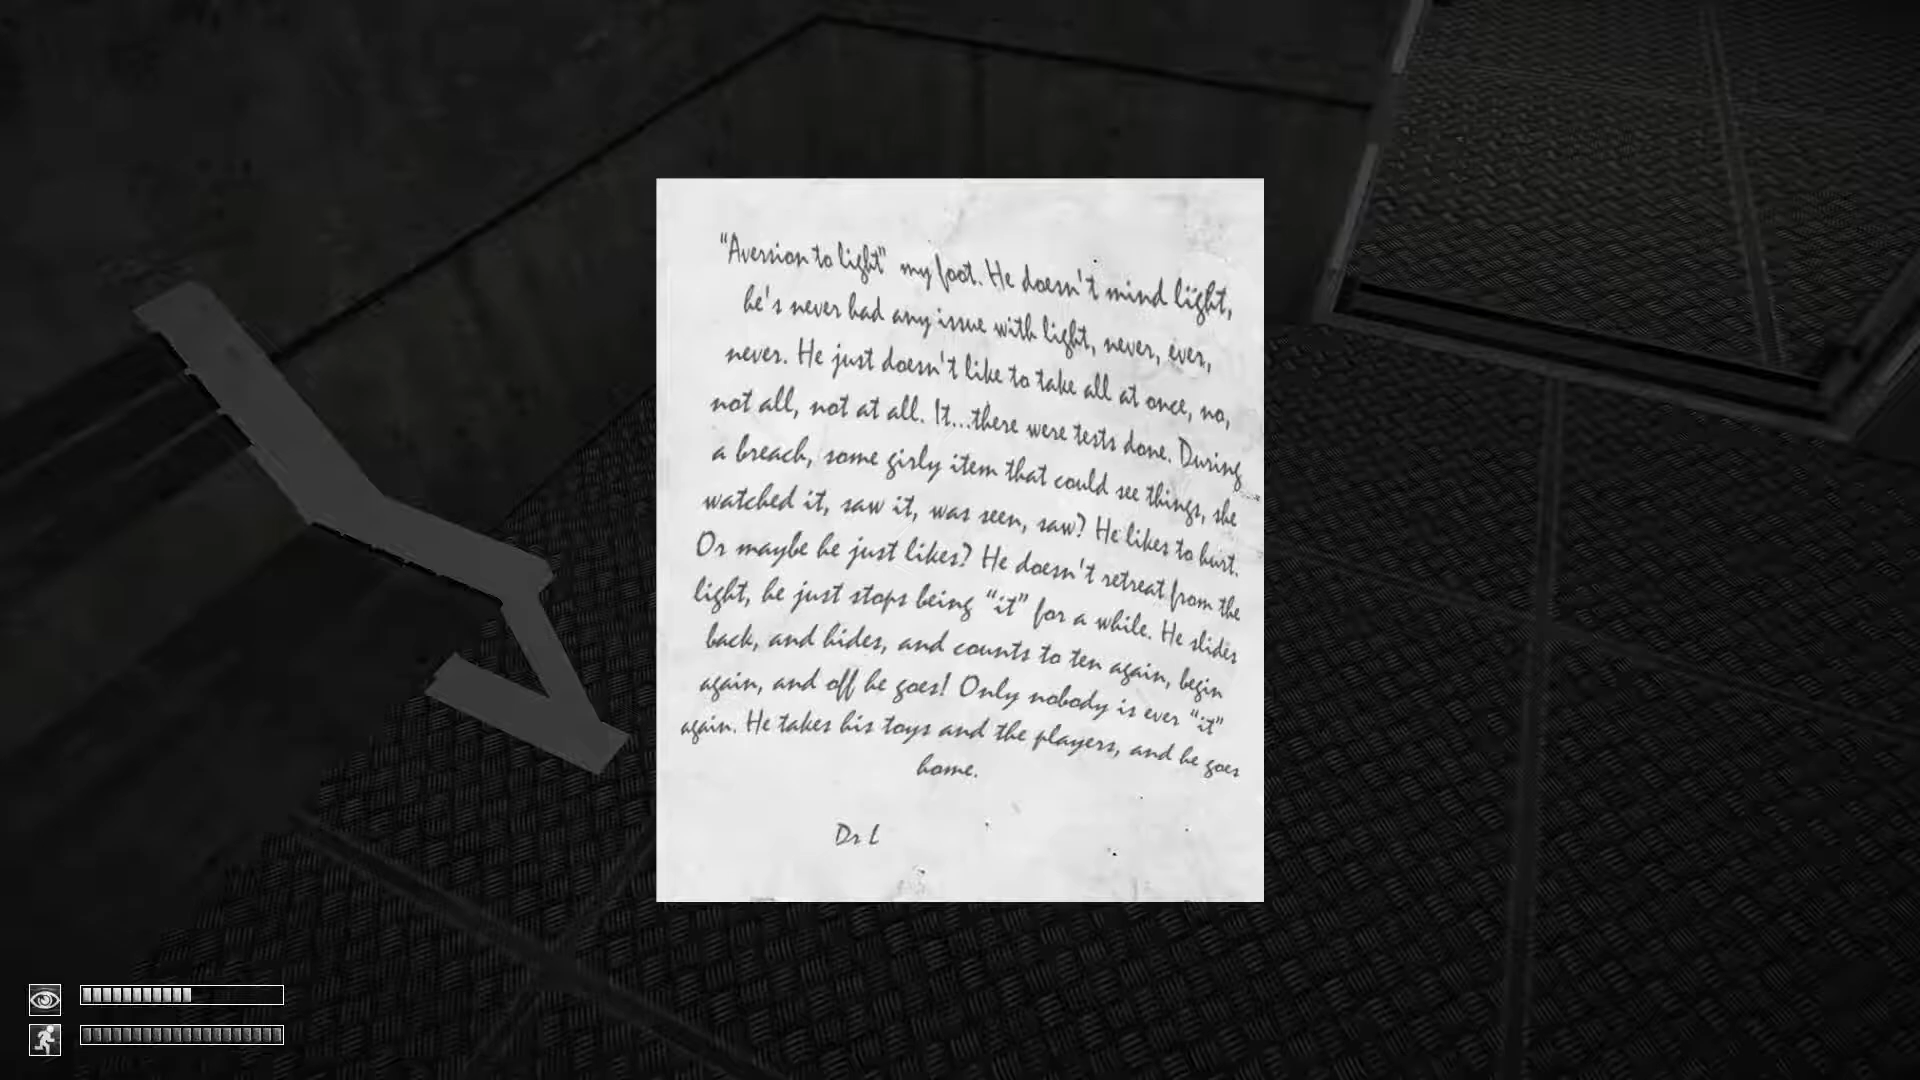 "Aversion to light" my foot. He doesn't mind light,
he's never had any issue with light, never, ever,
never. He just doesn't like to take all at once, no,
not all, not at all. It...there were tests done. During
a breach, some girly item that could see things, she
watched it, saw it, was seen, saw? He likes to hurt.
Or maybe he just likes? He doesn't retreat from the
light, he just stops being "it" for a while. He slides
back, and hides, and counts to ten again, begin
again, and off he goes! Only nobody is ever "it"
again. He takes his toys and the players, and he goes
home.
Dr L